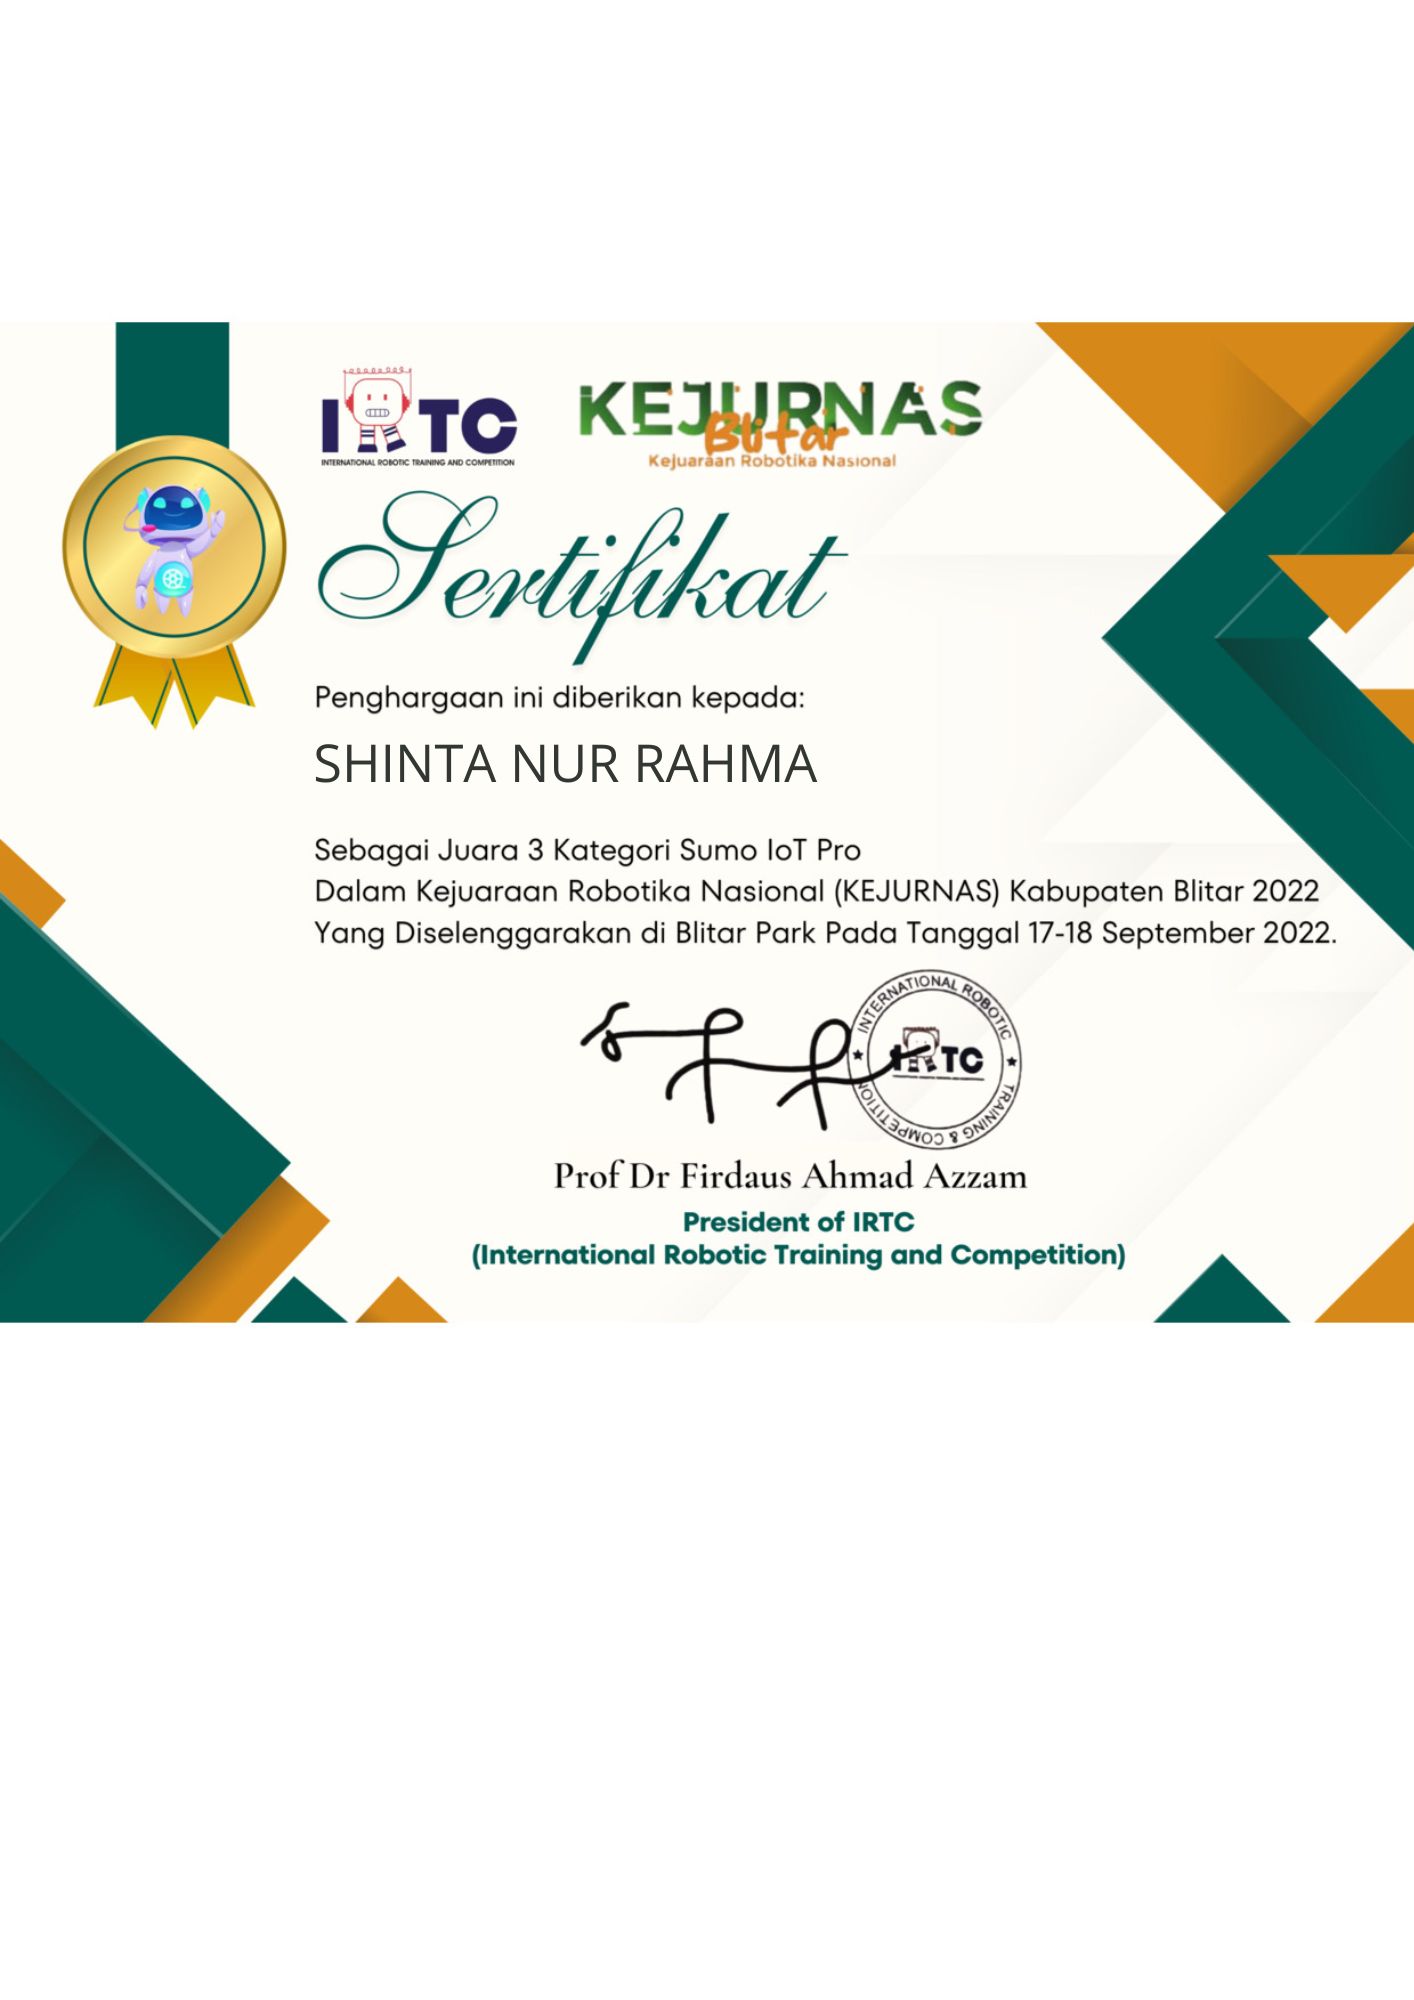 IRTC
INTERNATIONAL ROBOTIC TRAINING AND COMPETITION
KEJURNAS
Blitar
Kejuaraan Robotika Nasional
Sertifikat
Penghargaan ini diberikan kepada:
SHINTA NUR RAHMA
Sebagai Juara 3 Kategori Sumo IoT Pro
Dalam Kejuaraan Robotika Nasional (KEJURNAS) Kabupaten Blitar 2022
Yang Diselenggarakan di Blitar Park Pada Tanggal 17-18 September 2022.
INTERNATIONAL ROBOTIC
IRTC
TRAINING & COMPETITION
Prof Dr Firdaus Ahmad Azzam
President of IRTC
(International Robotic Training and Competition)